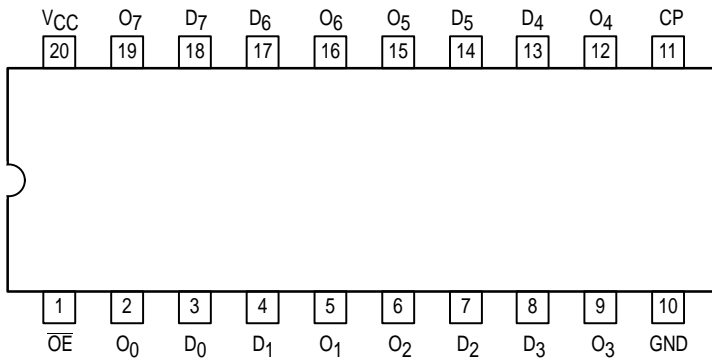 VCC O7 D7 D6 O6 O5 D5 D4 O4 CP
20 19 18 17 16 15 14 13 12 11
1 2 3 4 5 6 7 8 9 10
O̅E̅ O0 D0 D1 O1 O2 D2 D3 O3 GND